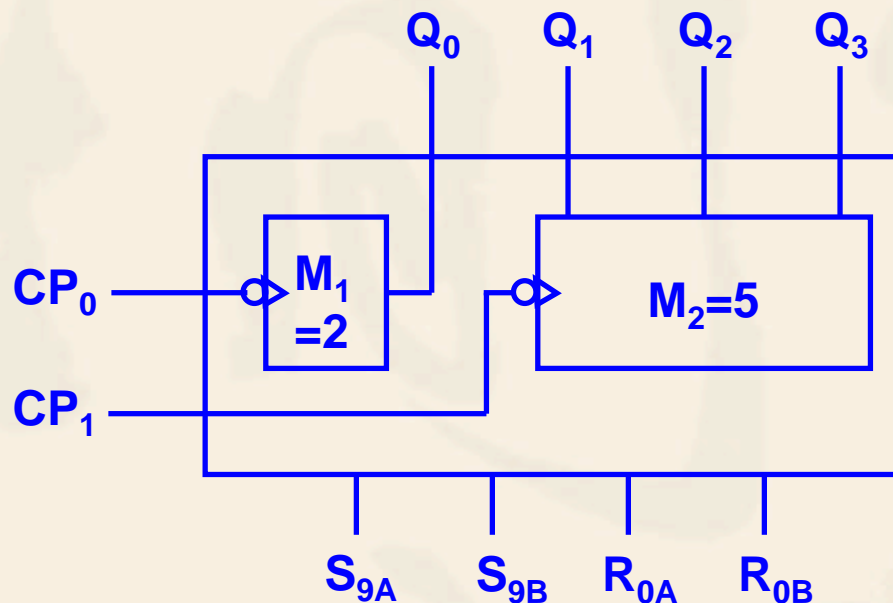 Q₀ Q₁ Q₂ Q₃
CP₀
M₁
=2
M₂=5
CP₁
S₉A S₉B R₀A R₀B